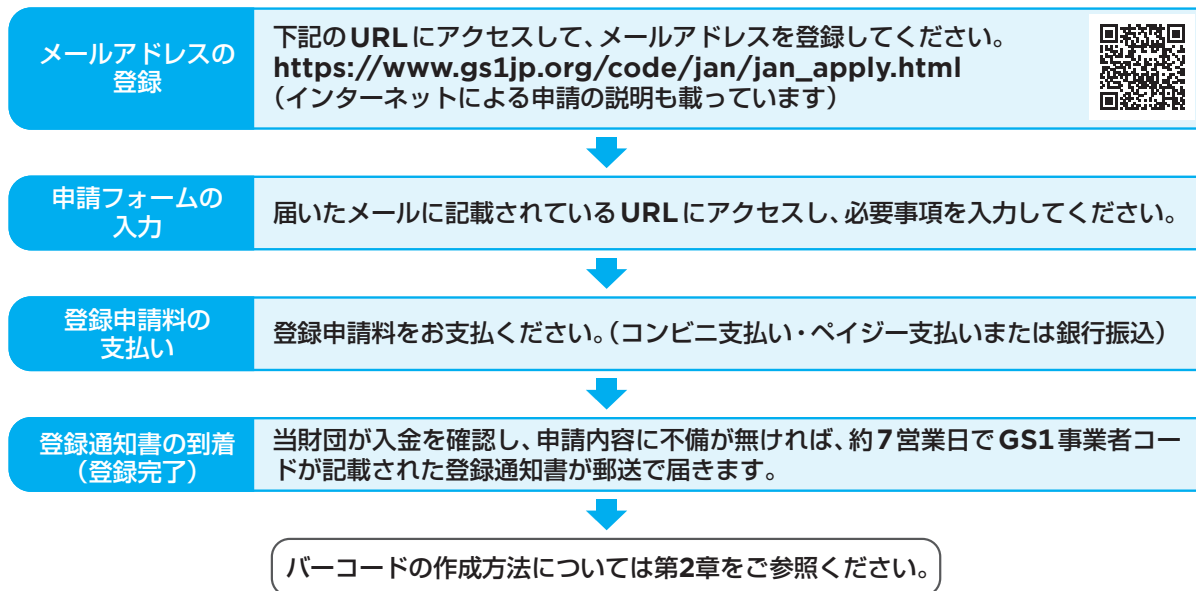 メールアドレスの
登録
下記のURLにアクセスして、メールアドレスを登録してください。
https://www.gs1jp.org/code/jan/jan_apply.html
（インターネットによる申請の説明も載っています）
申請フォームの
入力
届いたメールに記載されているURLにアクセスし、必要事項を入力してください。
登録申請料の
支払い
登録申請料をお支払ください。（コンビニ支払い・ペイジー支払いまたは銀行振込）
登録通知書の到着
（登録完了）
当財団が入金を確認し、申請内容に不備が無ければ、約7営業日でGS1事業者コー
ドが記載された登録通知書が郵送で届きます。
バーコードの作成方法については第2章をご参照ください。